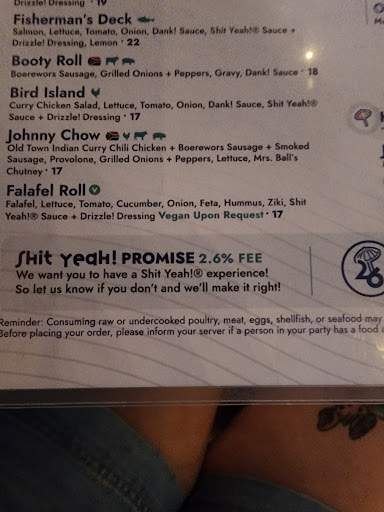 Drizzle! Dressing · 19
Fisherman's Deck
Salmon, Lettuce, Tomato, Onion, Dank! Sauce, Shit Yeah!® Sauce +
Drizzle! Dressing, Lemon · 22
Booty Roll
Boerewors Sausage, Grilled Onions + Peppers, Gravy, Dank! Sauce · 18
Bird Island
Curry Chicken Salad, Lettuce, Tomato, Onion, Dank! Sauce, Shit Yeah!®
Sauce + Drizzle! Dressing · 17
Johnny Chow
Old Town Indian Curry Chili Chicken + Boerewors Sausage + Smoked
Sausage, Provolone, Grilled Onions + Peppers, Lettuce, Mrs. Ball's
Chutney · 17
Falafel Roll V
Falafel, Lettuce, Tomato, Cucumber, Onion, Feta, Hummus, Ziki, Shit
Yeah!® Sauce + Drizzle! Dressing Vegan Upon Request · 17
Shit Yeah! PROMISE 2.6% FEE
We want you to have a Shit Yeah!® experience!
So let us know if you don't and we'll make it right!
26
Reminder: Consuming raw or undercooked poultry, meat, eggs, shellfish, or seafood may
Before placing your order, please inform your server if a person in your party has a food